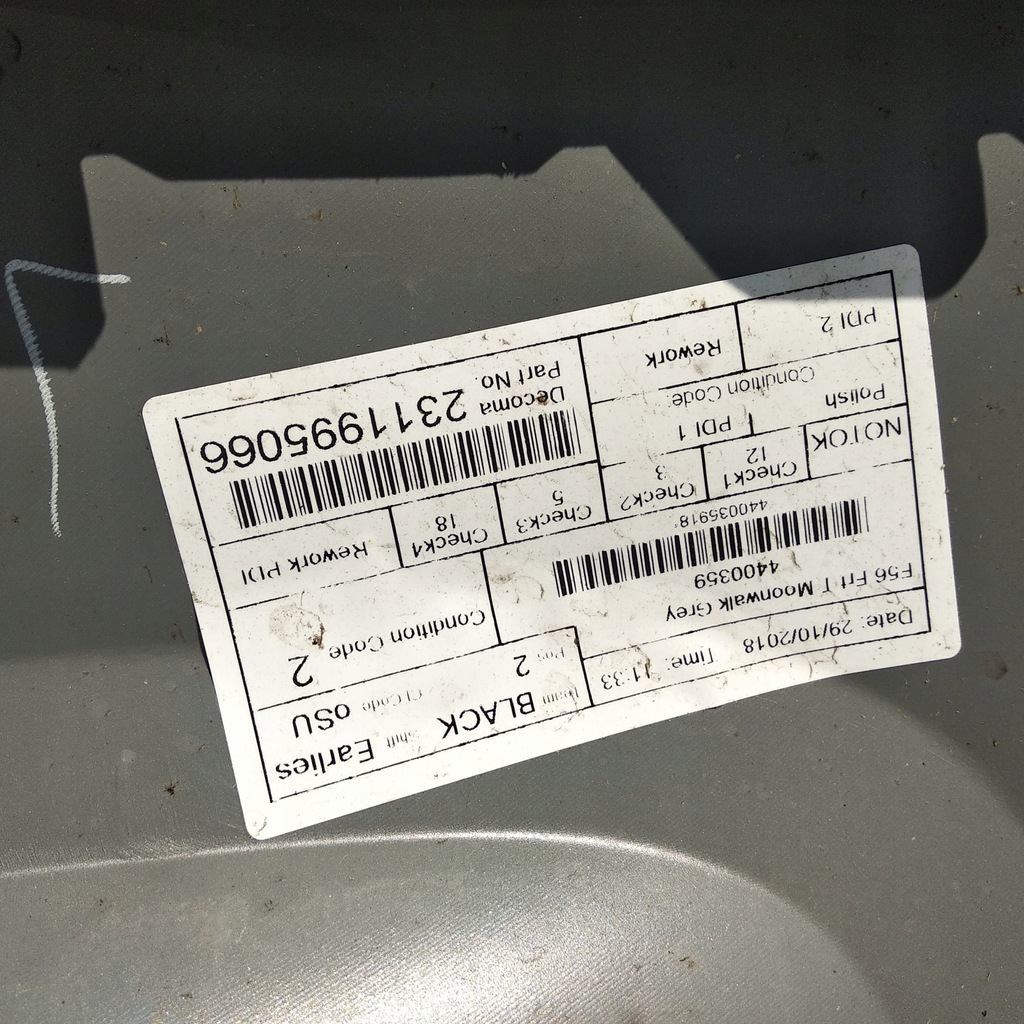 Date: 29/10/2018 Time: 11:33
Team BLACK Shift Earlies
F56 Frt T Moonwalk Grey
Pos 2 CI Code oSU
4400359
440035918
Condition Code 2
NOTOK
Check1 12
Check2 3
Check3 5
Check4 18
Rework PDI
Polish
PDI 1
Condition Code:
PDI 2
Rework
Decoma
Part No. 2311995066